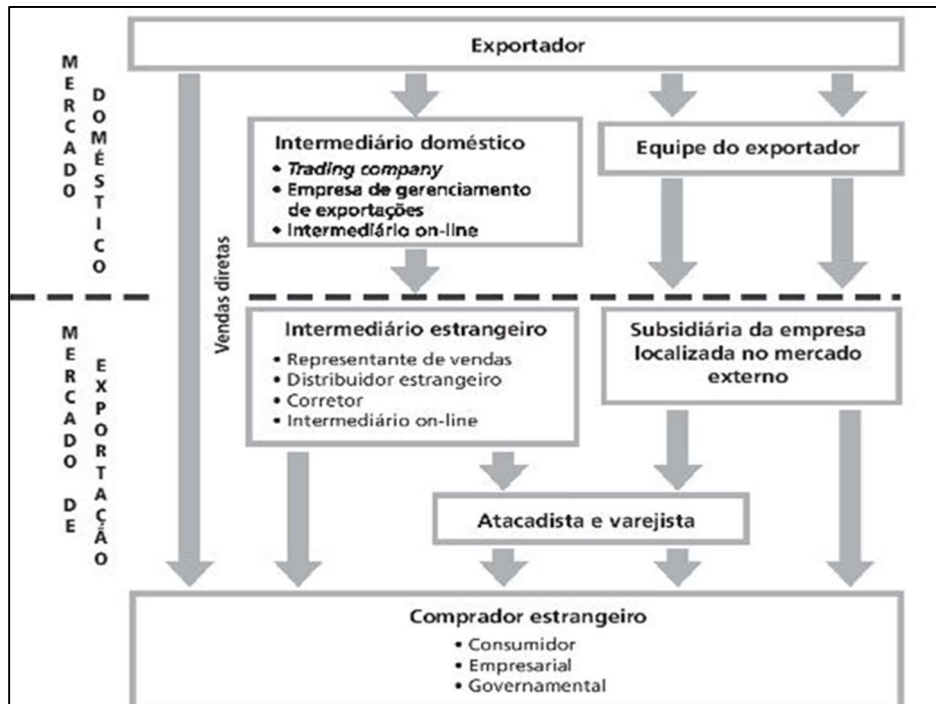 Exportador
MERCADO
DOMÉSTICO
Intermediário doméstico
• Trading company
• Empresa de gerenciamento
de exportações
• Intermediário on-line
Equipe do exportador
Vendas diretas
MERCADO DE
EXPORTAÇÃO
Intermediário estrangeiro
• Representante de vendas
• Distribuidor estrangeiro
• Corretor
• Intermediário on-line
Subsidiária da empresa
localizada no mercado
externo
Atacadista e varejista
Comprador estrangeiro
• Consumidor
• Empresarial
• Governamental